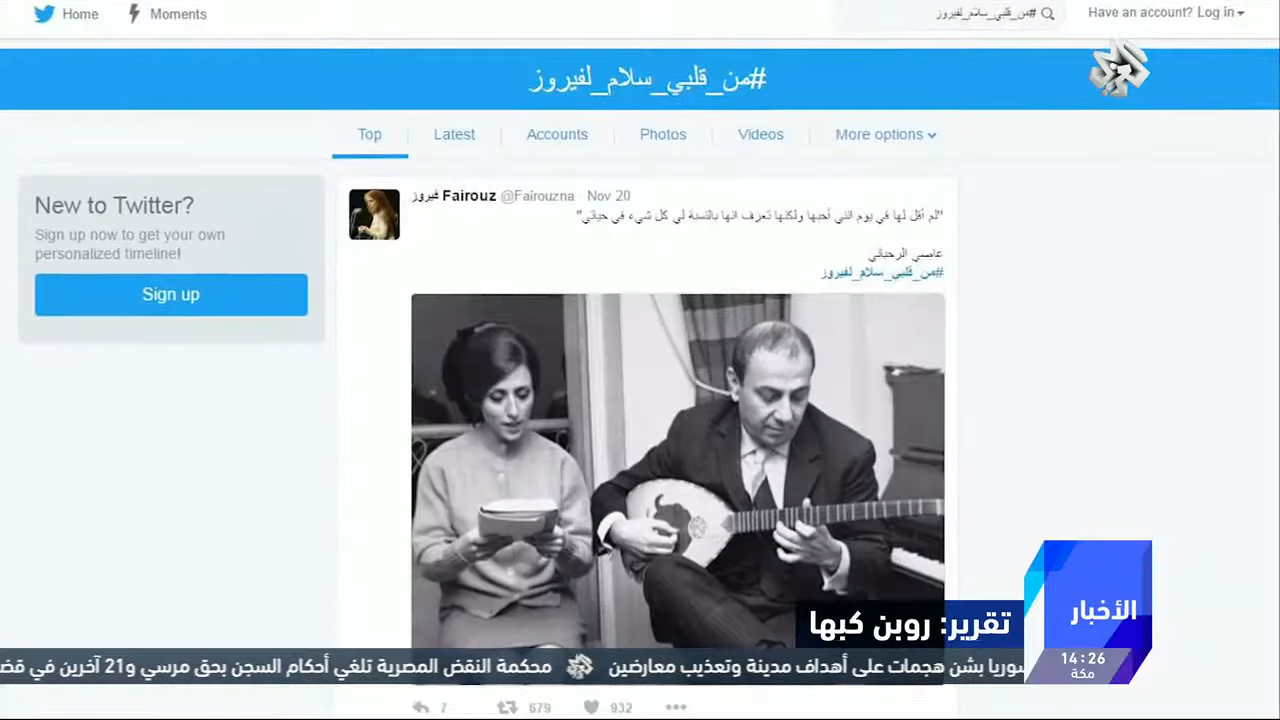 Home
Moments
#من_قلبي_سلام_لفيروز
Have an account? Log in
#من_قلبي_سلام_لفيروز
Top
Latest
Accounts
Photos
Videos
More options
New to Twitter?
Sign up now to get your own
personalized timeline!
Sign up
فيروز Fairouz @Fairouzna · Nov 20
"لم أقل لها في يوم انني أحبها ولكنها تعرف انها بالنسبة لي كل شيء في حياتي"
عاصي الرحباني
#من_قلبي_سلام_لفيروز
الأخبار
تقرير: روبن كبها
14:26
مكة
سوريا بشن هجمات على أهداف مدينة وتعذيب معارضين
محكمة النقض المصرية تلغي أحكام السجن بحق مرسي و21 آخرين في
7
679
932